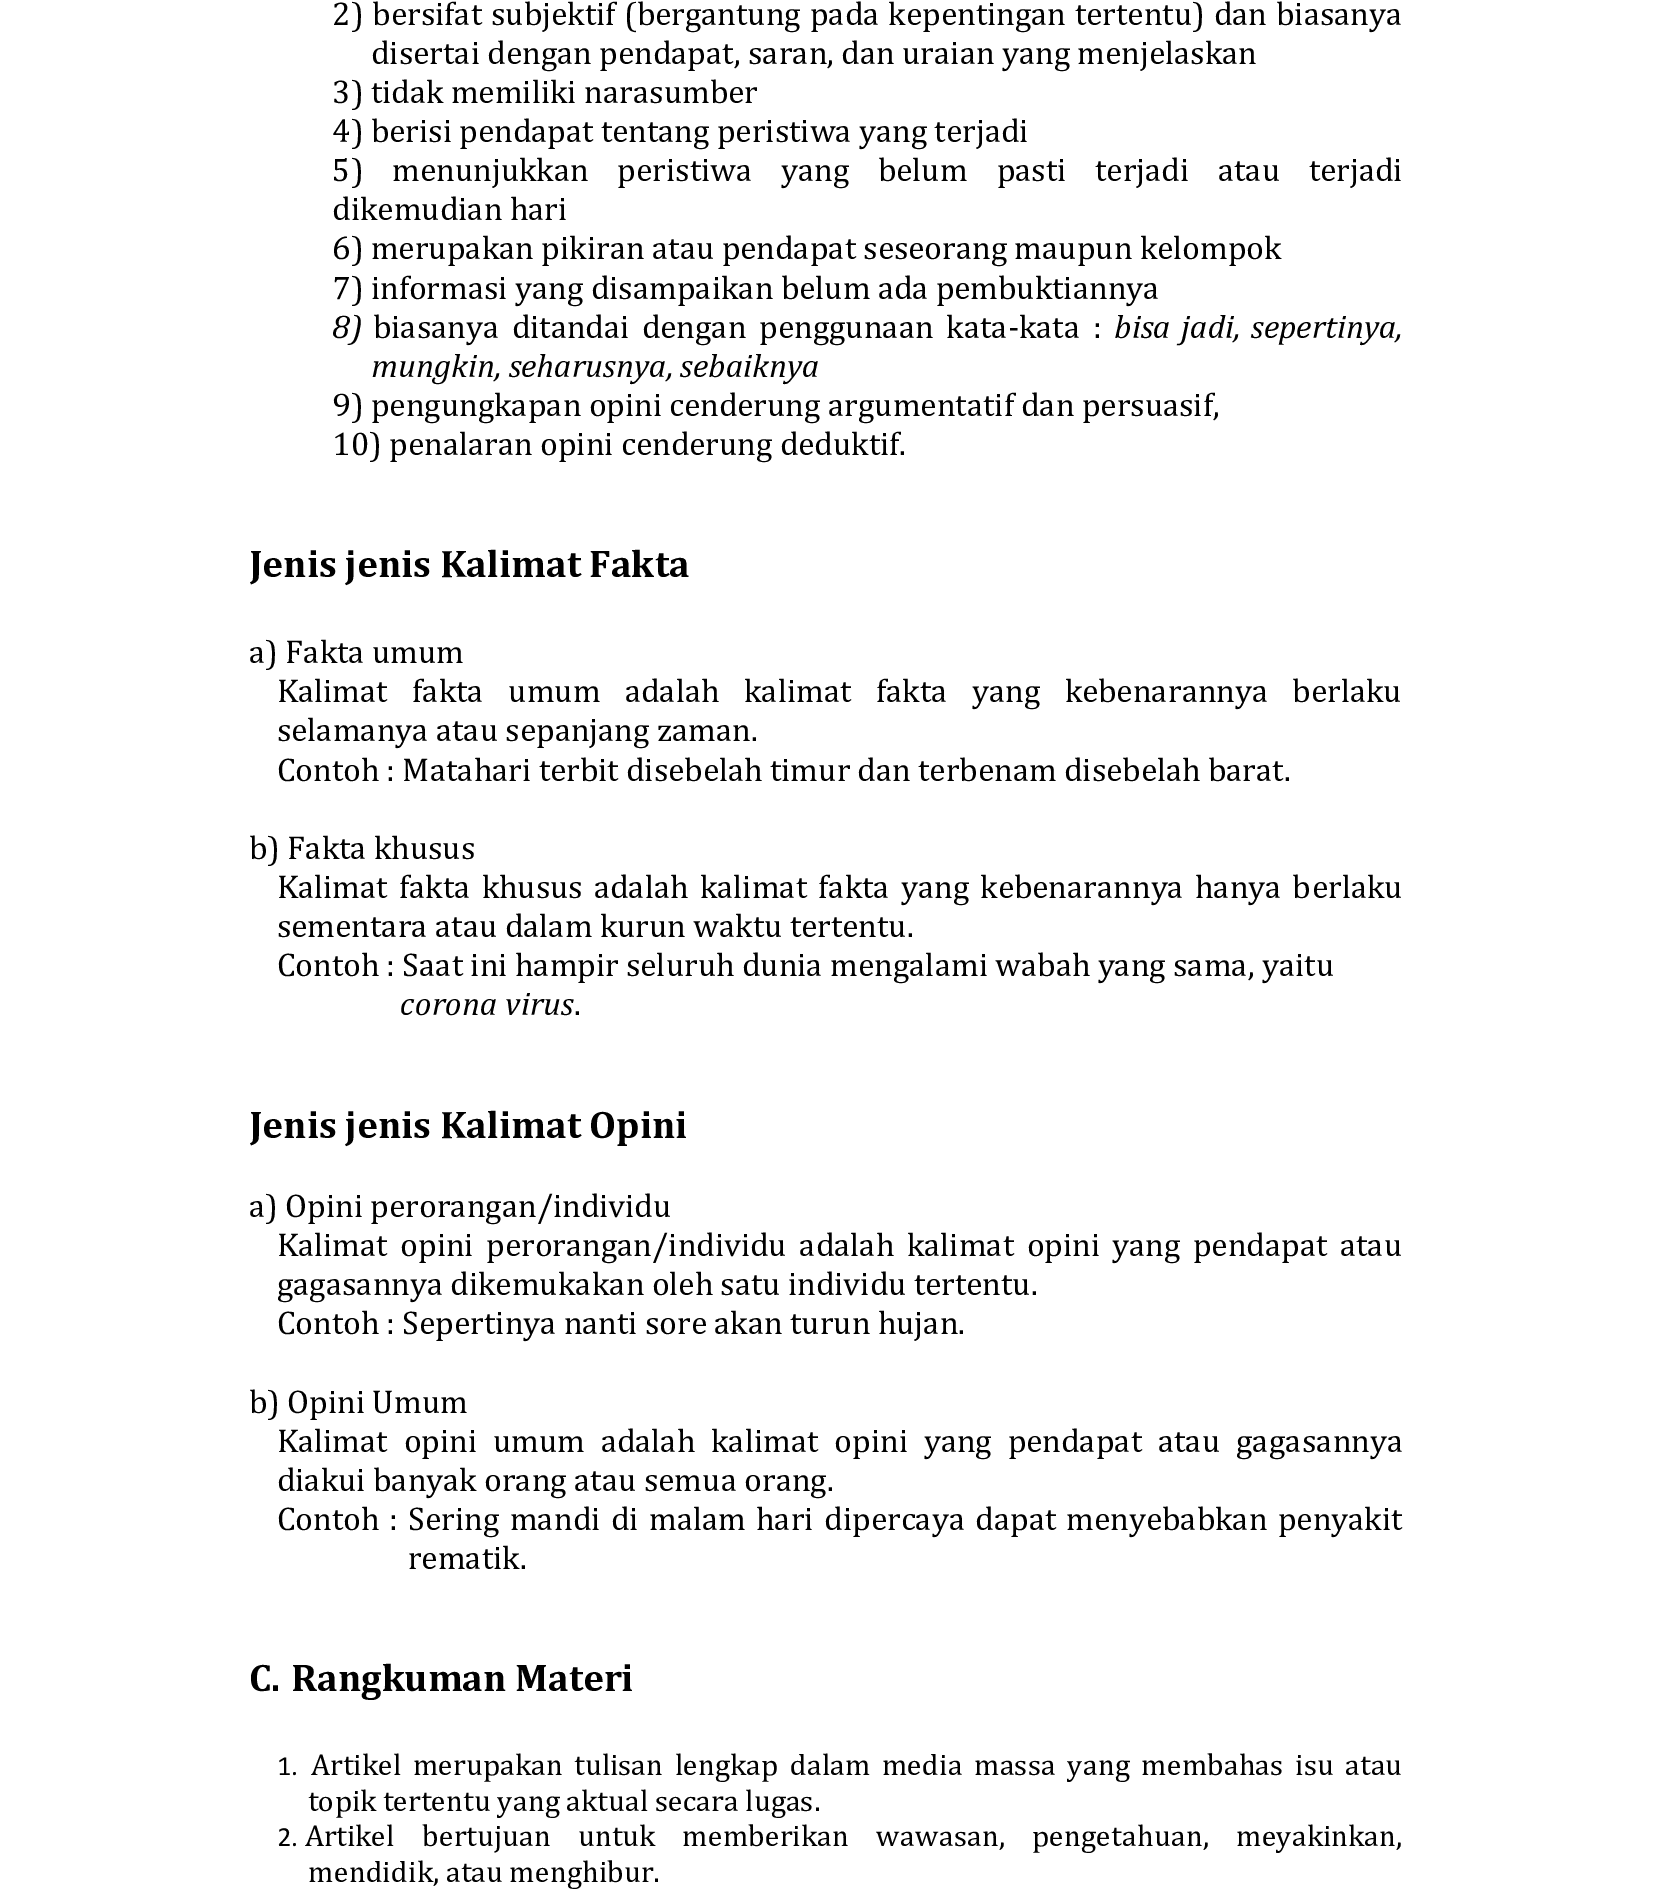 2) bersifat subjektif (bergantung pada kepentingan tertentu) dan biasanya
disertai dengan pendapat, saran, dan uraian yang menjelaskan
3) tidak memiliki narasumber
4) berisi pendapat tentang peristiwa yang terjadi
5) menunjukkan peristiwa yang belum pasti terjadi atau terjadi
dikemudian hari
6) merupakan pikiran atau pendapat seseorang maupun kelompok
7) informasi yang disampaikan belum ada pembuktiannya
8) biasanya ditandai dengan penggunaan kata-kata : bisa jadi, sepertinya,
mungkin, seharusnya, sebaiknya
9) pengungkapan opini cenderung argumentatif dan persuasif,
10) penalaran opini cenderung deduktif.
Jenis jenis Kalimat Fakta
a) Fakta umum
Kalimat fakta umum adalah kalimat fakta yang kebenarannya berlaku
selamanya atau sepanjang zaman.
Contoh : Matahari terbit disebelah timur dan terbenam disebelah barat.
b) Fakta khusus
Kalimat fakta khusus adalah kalimat fakta yang kebenarannya hanya berlaku
sementara atau dalam kurun waktu tertentu.
Contoh : Saat ini hampir seluruh dunia mengalami wabah yang sama, yaitu
corona virus.
Jenis jenis Kalimat Opini
a) Opini perorangan/individu
Kalimat opini perorangan/individu adalah kalimat opini yang pendapat atau
gagasannya dikemukakan oleh satu individu tertentu.
Contoh : Sepertinya nanti sore akan turun hujan.
b) Opini Umum
Kalimat opini umum adalah kalimat opini yang pendapat atau gagasannya
diakui banyak orang atau semua orang.
Contoh : Sering mandi di malam hari dipercaya dapat menyebabkan penyakit
rematik.
C. Rangkuman Materi
1. Artikel merupakan tulisan lengkap dalam media massa yang membahas isu atau
topik tertentu yang aktual secara lugas.
2. Artikel bertujuan untuk memberikan wawasan, pengetahuan, meyakinkan,
mendidik, atau menghibur.